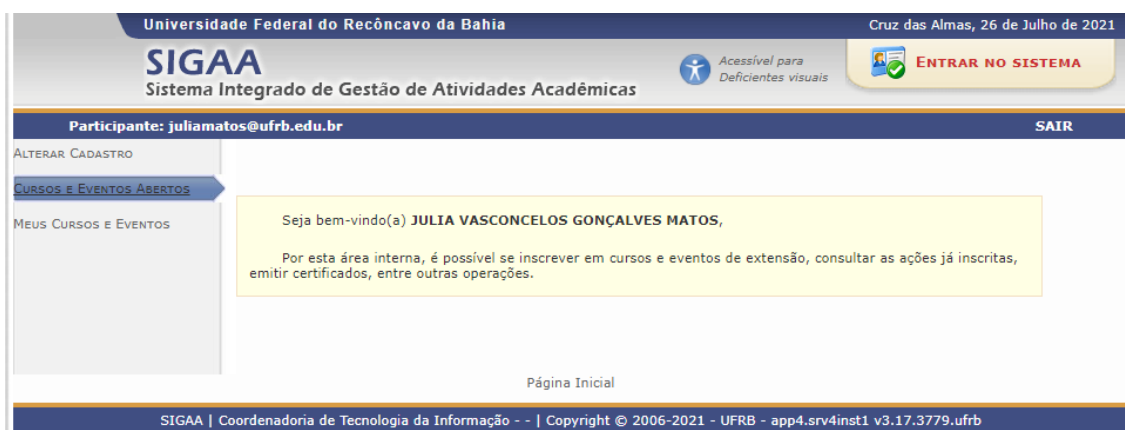 Universidade Federal do Recôncavo da Bahia
Cruz das Almas, 26 de Julho de 2021
SIGAA
Sistema Integrado de Gestão de Atividades Acadêmicas
Acessível para
Deficientes visuais
ENTRAR NO SISTEMA
Participante: juliamatos@ufrb.edu.br
SAIR
ALTERAR CADASTRO
CURSOS E EVENTOS ABERTOS
MEUS CURSOS E EVENTOS
Seja bem-vindo(a) JULIA VASCONCELOS GONÇALVES MATOS,
Por esta área interna, é possível se inscrever em cursos e eventos de extensão, consultar as ações já inscritas,
emitir certificados, entre outras operações.
Página Inicial
SIGAA | Coordenadoria de Tecnologia da Informação - - | Copyright © 2006-2021 - UFRB - app4.srv4inst1 v3.17.3779.ufrb